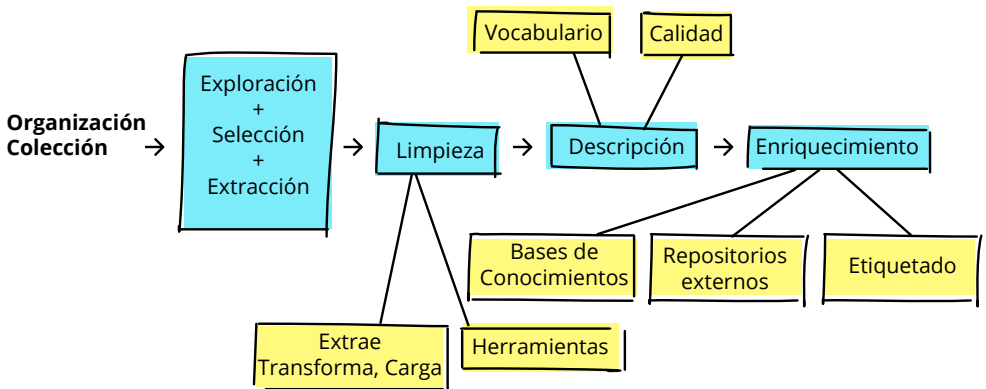 Vocabulario
Calidad
Organización
Colección
→
Exploración
+
Selección
+
Extracción
→
Limpieza
→
Descripción
→
Enriquecimiento
Bases de
Conocimientos
Repositorios
externos
Etiquetado
Extrae
Transforma, Carga
Herramientas